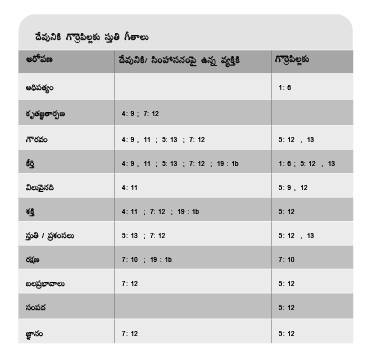 దేవునికి గొర్రెపిల్లకు స్తుతి గీతాలు
ఆరోపణ దేవునికి/ సింహాసనంపై ఉన్న వ్యక్తికి గొర్రెపిల్లకు
ఆధిపత్యం 1: 6
కృతజ్ఞతార్పణ 4: 9 ; 7: 12
గౌరవం 4: 9 , 11 ; 5: 13 ; 7: 12 5: 12 , 13
కీర్తి 4: 9 , 11 ; 5: 13 ; 7: 12 ; 19 : 1b 1: 6 ; 5: 12 , 13
విలువైనది 4: 11 5: 9 , 12
శక్తి 4: 11 ; 7: 12 ; 19 : 1b 5: 12
స్తుతి / ప్రశంసలు 5: 13 ; 7: 12 5: 12 , 13
రక్షణ 7: 10 ; 19 : 1b 7: 10
బలప్రభావాలు 7: 12 5: 12
సంపద 5: 12
జ్ఞానం 7: 12 5: 12